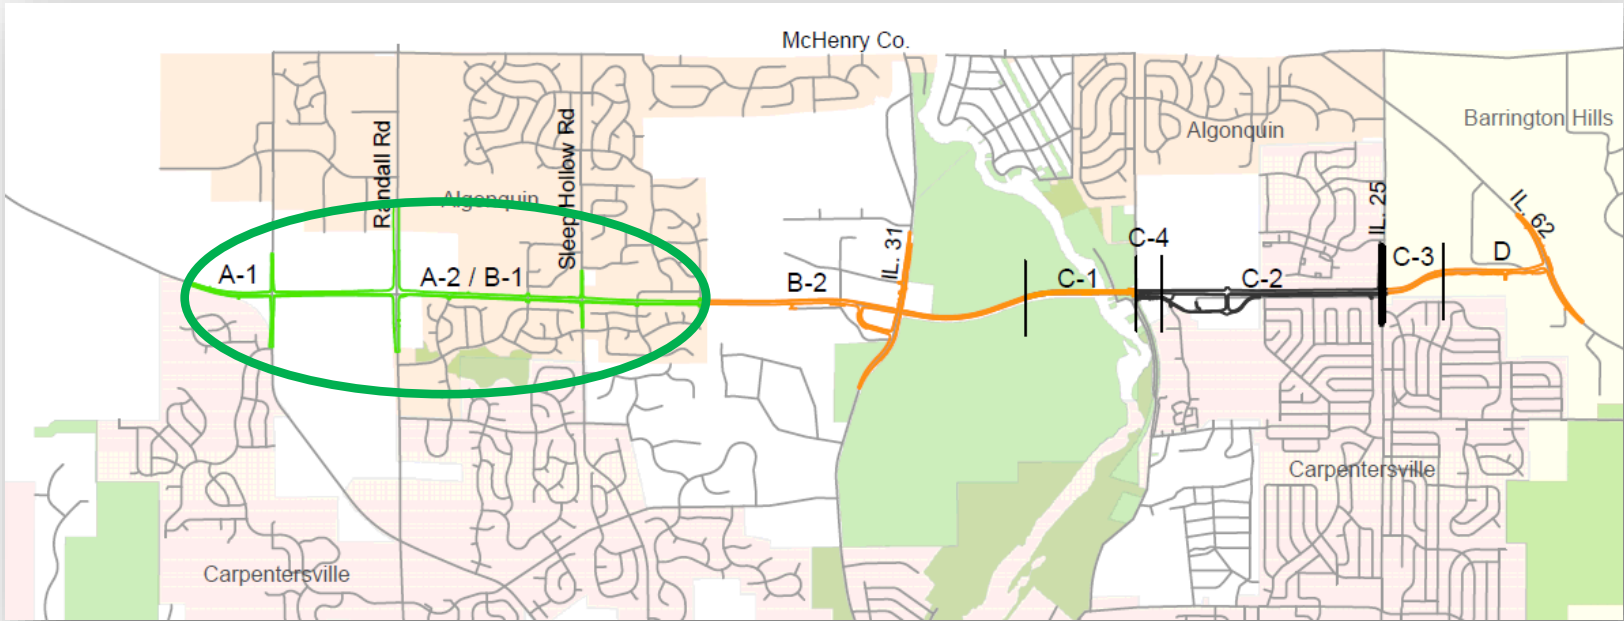 McHenry Co.
Randall Rd
Sleepy Hollow Rd
Algonquin
Algonquin
Barrington Hills
IL. 25
IL. 62
IL. 31
C-4
A-1
A-2 / B-1
B-2
C-1
C-2
C-3
D
Carpentersville
Carpentersville